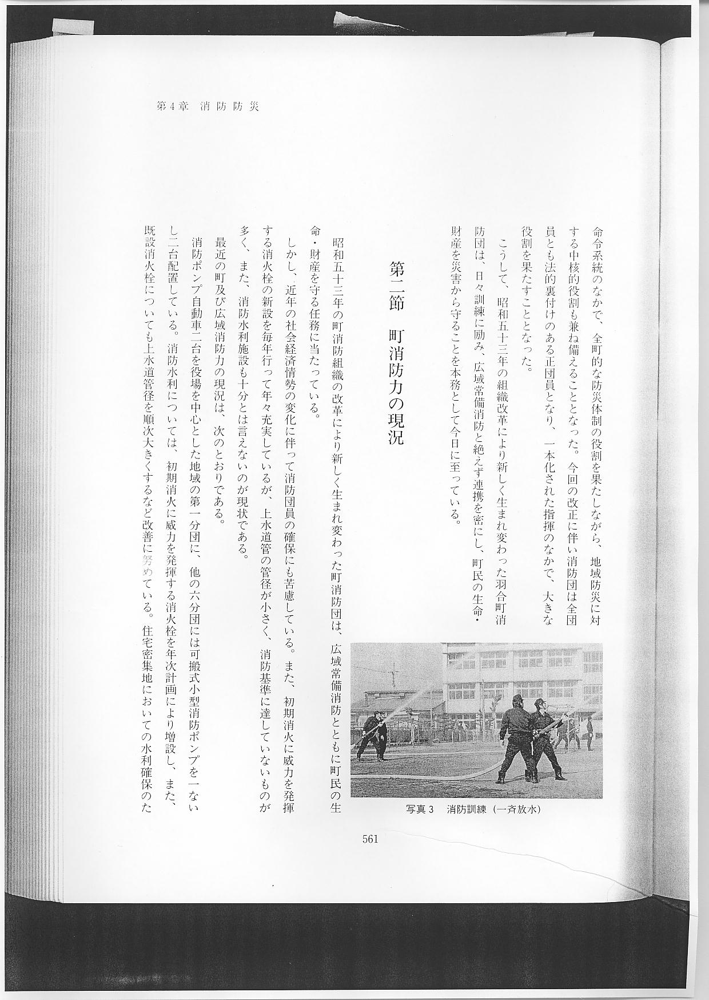 第4章 消防防災
命令系統のなかで、全町的な防災体制の役割を果たしながら、地域防災に対
する中核的役割も兼ね備えることとなった。今回の改正に伴い消防団は全団
員とも法的裏付けのある正団員となり、一本化された指揮のなかで、大きな
役割を果たすこととなった。
こうして、昭和五十三年の組織改革により新しく生まれ変わった羽合町消
防団は、日々訓練に励み、広域常備消防と絶えず連携を密にし、町民の生命・
財産を災害から守ることを本務として今日に至っている。
第二節 町消防力の現況
昭和五十三年の町消防組織の改革により新しく生まれ変わった町消防団は、広域常備消防とともに町民の生
命・財産を守る任務に当たっている。
しかし、近年の社会経済情勢の変化に伴って消防団員の確保にも苦慮している。また、初期消火に威力を発揮
する消火栓の新設を毎年行って年々充実しているが、上水道管の管径が小さく、消防基準に達していないものが
多く、また、消防水利施設も十分とは言えないのが現状である。
最近の町及び広域消防力の現況は、次のとおりである。
消防ポンプ自動車二台を役場を中心とした地域の第一分団に、他の六分団には可搬式小型消防ポンプを一ない
し二台配置している。消防水利については、初期消火に威力を発揮する消火栓を年次計画により増設し、また、
既設消火栓についても上水道管径を順次大きくするなど改善に努めている。住宅密集地においての水利確保のた
写真3 消防訓練(一斉放水)
561